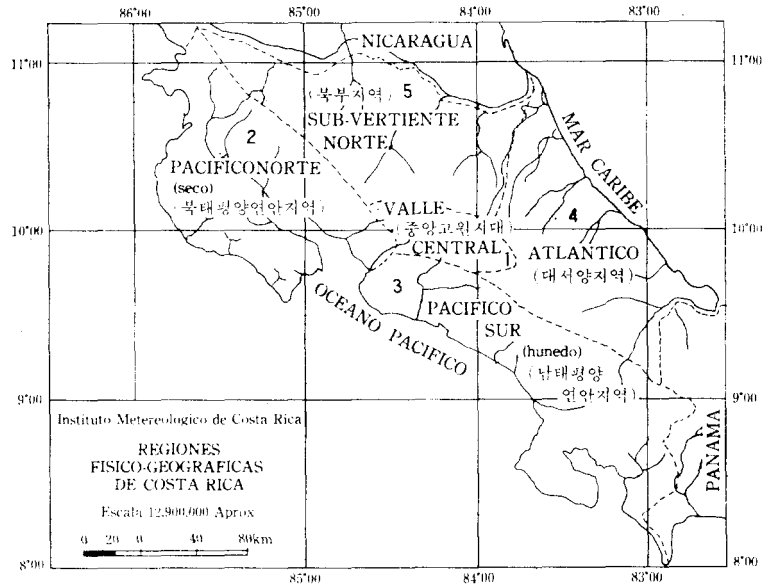 86°00
85°00
84°00
83°00
11°00
11°00
NICARAGUA
5
(북부지역)
SUB-VERTIENTE
NORTE
MAR CARIBE
2
PACIFICONORTE
(seco)
(북태평양연안지역)
VALLE
(중앙고원지대)
CENTRAL
1
4
ATLANTICO
(대서양지역)
10°00
10°00
3
PACIFICO
SUR
(hunedo)
(남태평양
연안지역)
OCEANO PACIFICO
9°00
9°00
PANAMA
Instituto Metereologico de Costa Rica
REGIONES
FISICO-GEOGRAFICAS
DE COSTA RICA
Escala 12,900,000 Aprox
0 20 0 40 80km
8°00
8°00
85°00
84°00
83°00